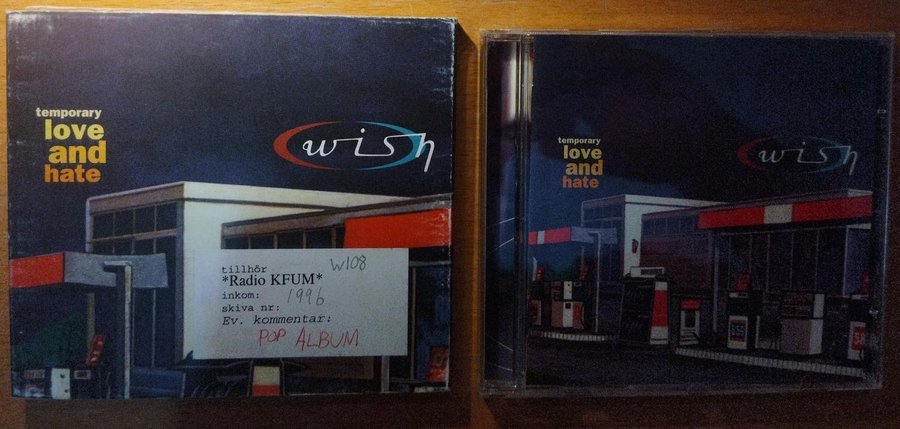 temporary
love
and
hate
wish
tillhör
W108
*Radio KFUM*
inkom: 1996
skiva nr:
Ev. kommentar:
POP ALBUM
temporary
love
and
hate
wish